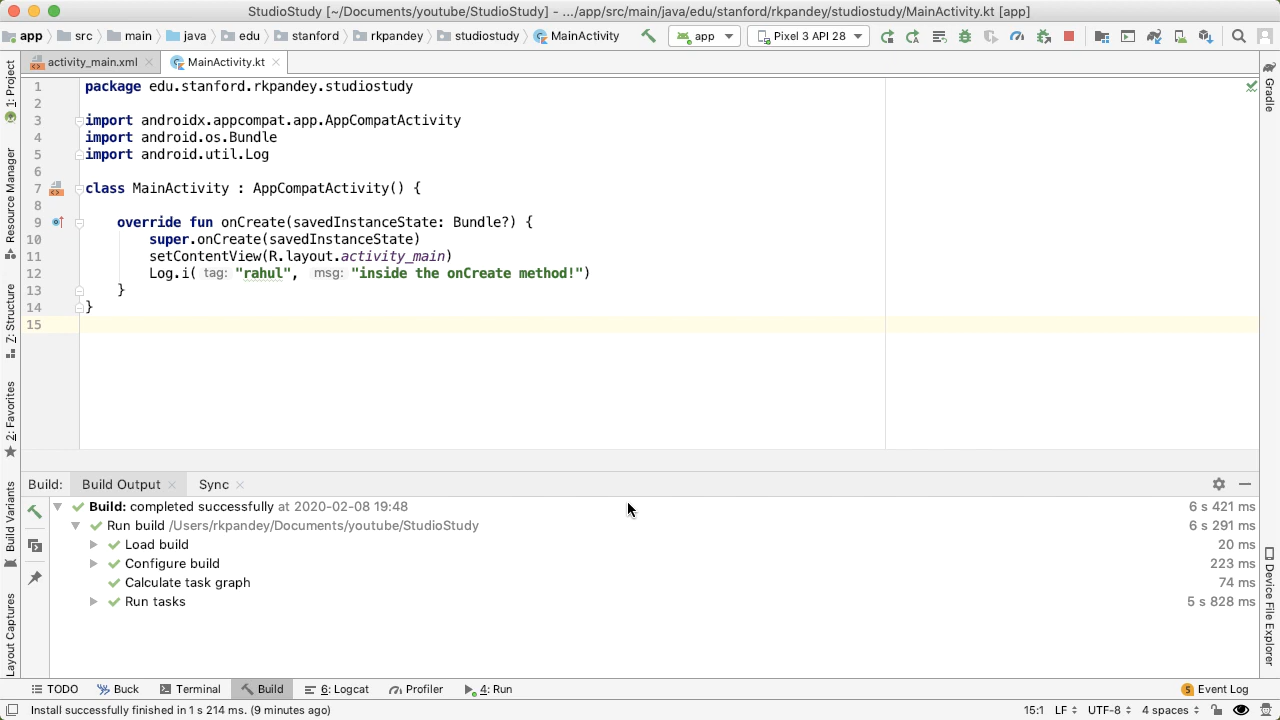 StudioStudy [~/Documents/youtube/StudioStudy] - .../app/src/main/java/edu/stanford/rkpandey/studiostudy/MainActivity.kt [app]
app src main java edu stanford rkpandey studiostudy MainActivity app Pixel 3 API 28
activity_main.xml MainActivity.kt
1 package edu.stanford.rkpandey.studiostudy
2
3 import androidx.appcompat.app.AppCompatActivity
4 import android.os.Bundle
5 import android.util.Log
6
7 class MainActivity : AppCompatActivity() {
8
9 override fun onCreate(savedInstanceState: Bundle?) {
10 super.onCreate(savedInstanceState)
11 setContentView(R.layout.activity_main)
12 Log.i( tag: "rahul", msg: "inside the onCreate method!")
13 }
14 }
15
1: Project
Resource Manager
Z: Structure
2: Favorites
Build Variants
Layout Captures
Gradle
Device File Explorer
Build: Build Output Sync
Build: completed successfully at 2020-02-08 19:48 6 s 421 ms
Run build /Users/rkpandey/Documents/youtube/StudioStudy 6 s 291 ms
Load build 20 ms
Configure build 223 ms
Calculate task graph 74 ms
Run tasks 5 s 828 ms
TODO Buck Terminal Build 6: Logcat Profiler 4: Run 5 Event Log
Install successfully finished in 1 s 214 ms. (9 minutes ago) 15:1 LF UTF-8 4 spaces